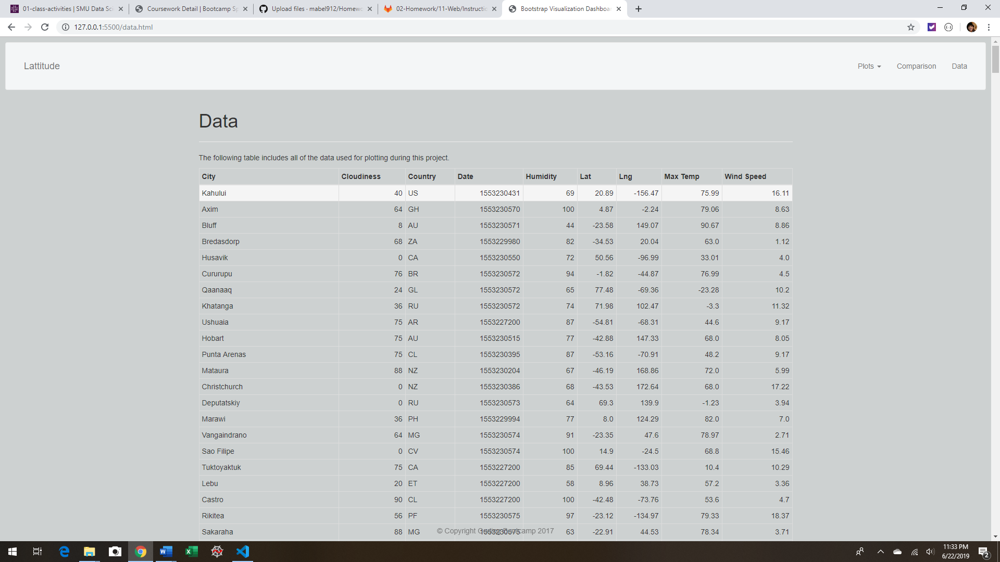 01-class-activities | SMU Data Sci
Coursework Detail | Bootcamp Sp
Upload files · mabel912/Homewo
02-Homework/11-Web/Instructio
Bootstrap Visualization Dashboar
127.0.0.1:5500/data.html
Lattitude
Plots
Comparison
Data
Data
The following table includes all of the data used for plotting during this project.
City Cloudiness Country Date Humidity Lat Lng Max Temp Wind Speed
Kahului 40 US 1553230431 69 20.89 -156.47 75.99 16.11
Axim 64 GH 1553230570 100 4.87 -2.24 79.06 8.63
Bluff 8 AU 1553230571 44 -23.58 149.07 90.67 8.86
Bredasdorp 68 ZA 1553229980 82 -34.53 20.04 63.0 1.12
Husavik 0 CA 1553230550 72 50.56 -96.99 33.01 4.0
Cururupu 76 BR 1553230572 94 -1.82 -44.87 76.99 4.5
Qaanaaq 24 GL 1553230572 65 77.48 -69.36 -23.28 10.2
Khatanga 36 RU 1553230572 74 71.98 102.47 -3.3 11.32
Ushuaia 75 AR 1553227200 87 -54.81 -68.31 44.6 9.17
Hobart 75 AU 1553230515 77 -42.88 147.33 68.0 8.05
Punta Arenas 75 CL 1553230395 87 -53.16 -70.91 48.2 9.17
Mataura 88 NZ 1553230204 67 -46.19 168.86 72.0 5.99
Christchurch 0 NZ 1553230386 68 -43.53 172.64 68.0 17.22
Deputatskiy 0 RU 1553230573 64 69.3 139.9 -1.23 3.94
Marawi 36 PH 1553229994 77 8.0 124.29 82.0 7.0
Vangaindrano 64 MG 1553230574 91 -23.35 47.6 78.97 2.71
Sao Filipe 0 CV 1553230574 100 14.9 -24.5 68.8 15.46
Tuktoyaktuk 75 CA 1553227200 85 69.44 -133.03 10.4 10.29
Lebu 20 ET 1553227200 58 8.96 38.73 57.2 3.36
Castro 90 CL 1553227200 100 -42.48 -73.76 53.6 4.7
Rikitea 56 PF 1553230575 97 -23.12 -134.97 79.33 18.37
Sakaraha 88 MG 1553230575 63 -22.91 44.53 78.34 3.71
© Copyright Coding Bootcamp 2017
11:33 PM
6/22/2019
2